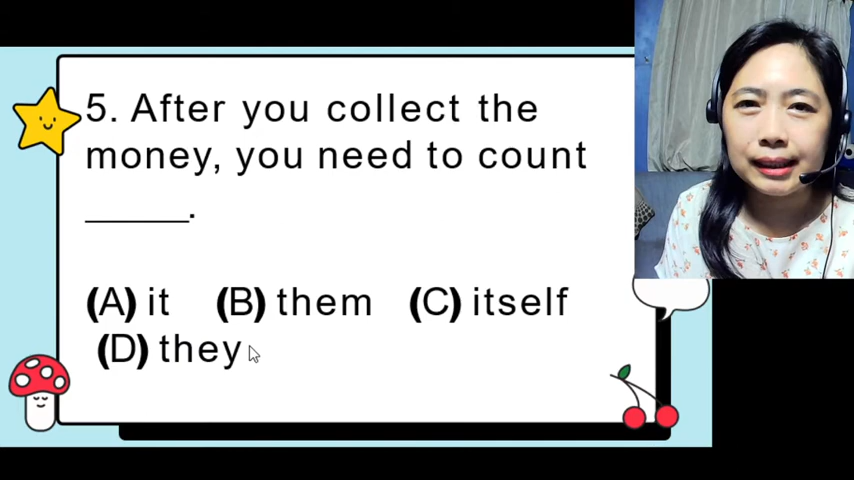 5. After you collect the
money, you need to count
______.
(A) it (B) them (C) itself
(D) they